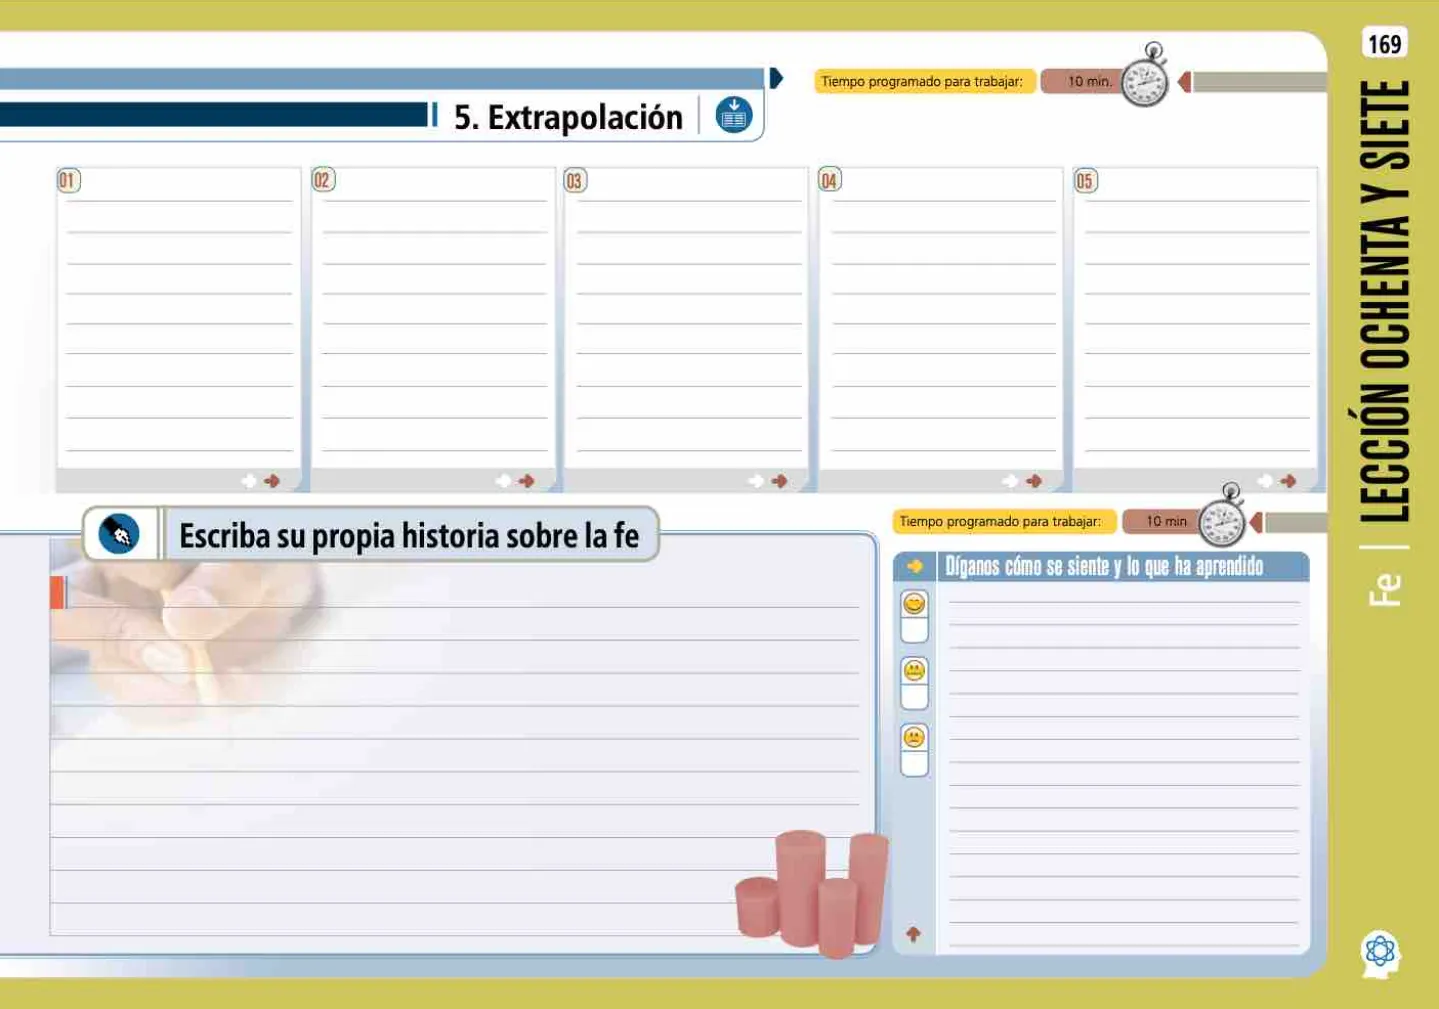 169
Tiempo programado para trabajar:
10 min.
5. Extrapolación
01
02
03
04
05
Escriba su propia historia sobre la fe
Tiempo programado para trabajar:
10 min
Díganos cómo se siente y lo que ha aprendido
Fe | LECCIÓN OCHENTA Y SIETE